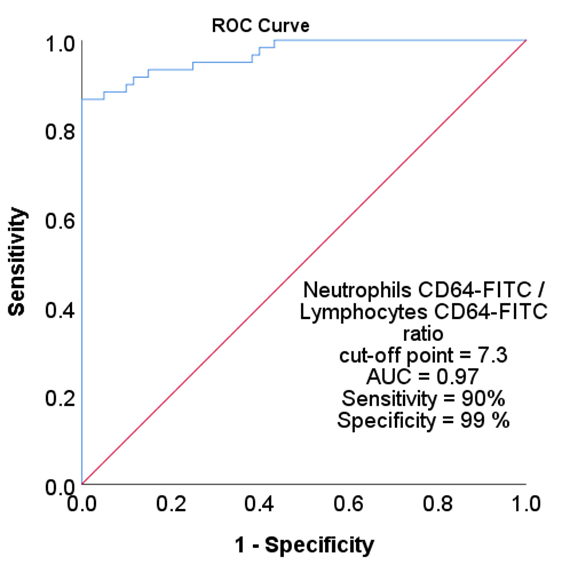 ROC Curve
1.0
0.8
0.6
0.4
0.2
0.0
Sensitivity
Neutrophils CD64-FITC /
Lymphocytes CD64-FITC
ratio
cut-off point = 7.3
AUC = 0.97
Sensitivity = 90%
Specificity = 99 %
0.0 0.2 0.4 0.6 0.8 1.0
1 - Specificity